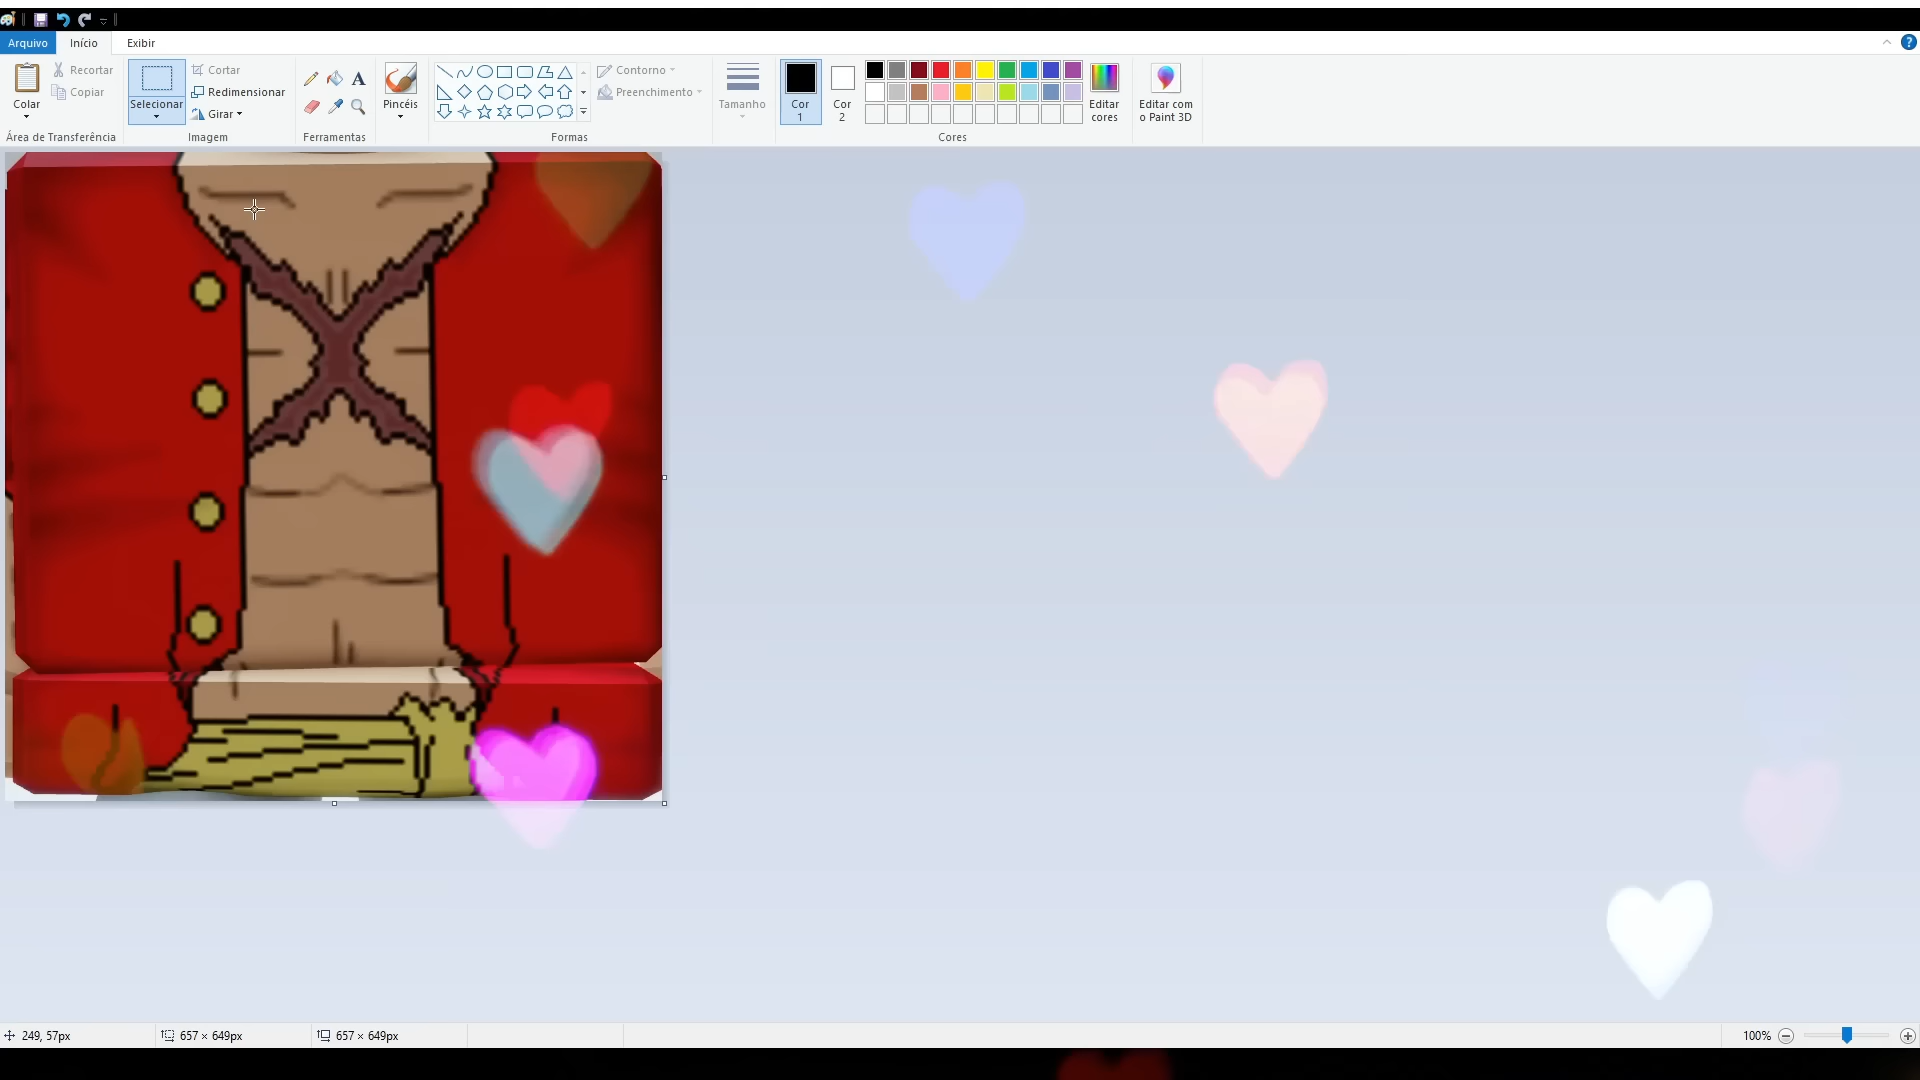 Arquivo Início Exibir
Colar
Recortar
Copiar
Área de Transferência
Selecionar
Cortar
Redimensionar
Girar
Imagem
A
Ferramentas
Pincéis
Contorno
Preenchimento
Formas
Tamanho
Cor
1
Cor
2
Editar
cores
Cores
Editar com
o Paint 3D
?
249, 57px
657 × 649px
657 × 649px
100%